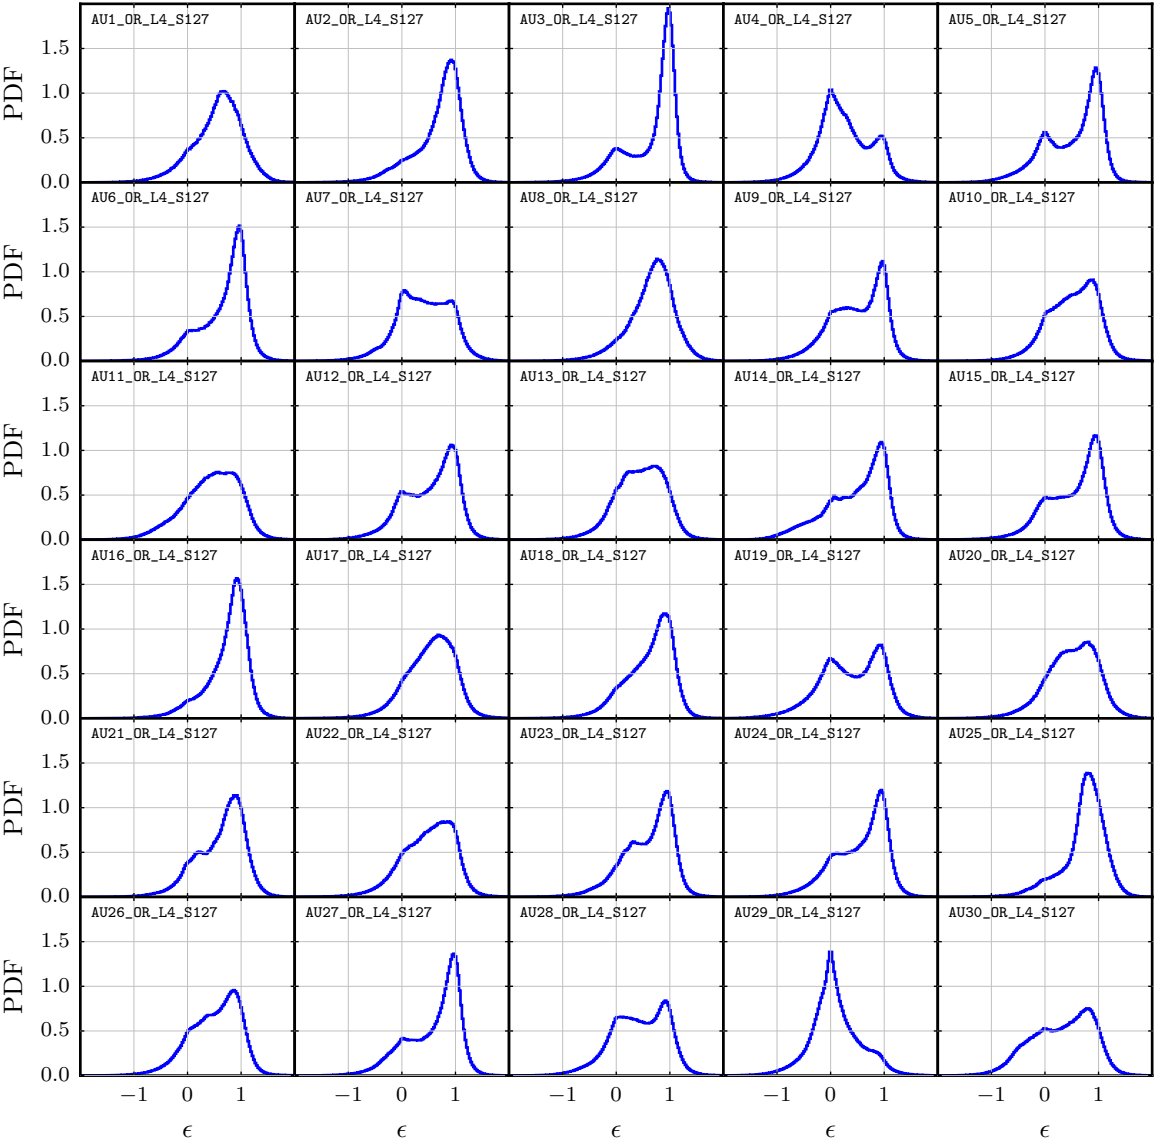 AU1_OR_L4_S127 AU2_OR_L4_S127 AU3_OR_L4_S127 AU4_OR_L4_S127 AU5_OR_L4_S127
PDF 1.5 1.0 0.5 0.0
AU6_OR_L4_S127 AU7_OR_L4_S127 AU8_OR_L4_S127 AU9_OR_L4_S127 AU10_OR_L4_S127
PDF 1.5 1.0 0.5 0.0
AU11_OR_L4_S127 AU12_OR_L4_S127 AU13_OR_L4_S127 AU14_OR_L4_S127 AU15_OR_L4_S127
PDF 1.5 1.0 0.5 0.0
AU16_OR_L4_S127 AU17_OR_L4_S127 AU18_OR_L4_S127 AU19_OR_L4_S127 AU20_OR_L4_S127
PDF 1.5 1.0 0.5 0.0
AU21_OR_L4_S127 AU22_OR_L4_S127 AU23_OR_L4_S127 AU24_OR_L4_S127 AU25_OR_L4_S127
PDF 1.5 1.0 0.5 0.0
AU26_OR_L4_S127 AU27_OR_L4_S127 AU28_OR_L4_S127 AU29_OR_L4_S127 AU30_OR_L4_S127
PDF 1.5 1.0 0.5 0.0
−1 0 1 −1 0 1 −1 0 1 −1 0 1 −1 0 1
ϵ ϵ ϵ ϵ ϵ